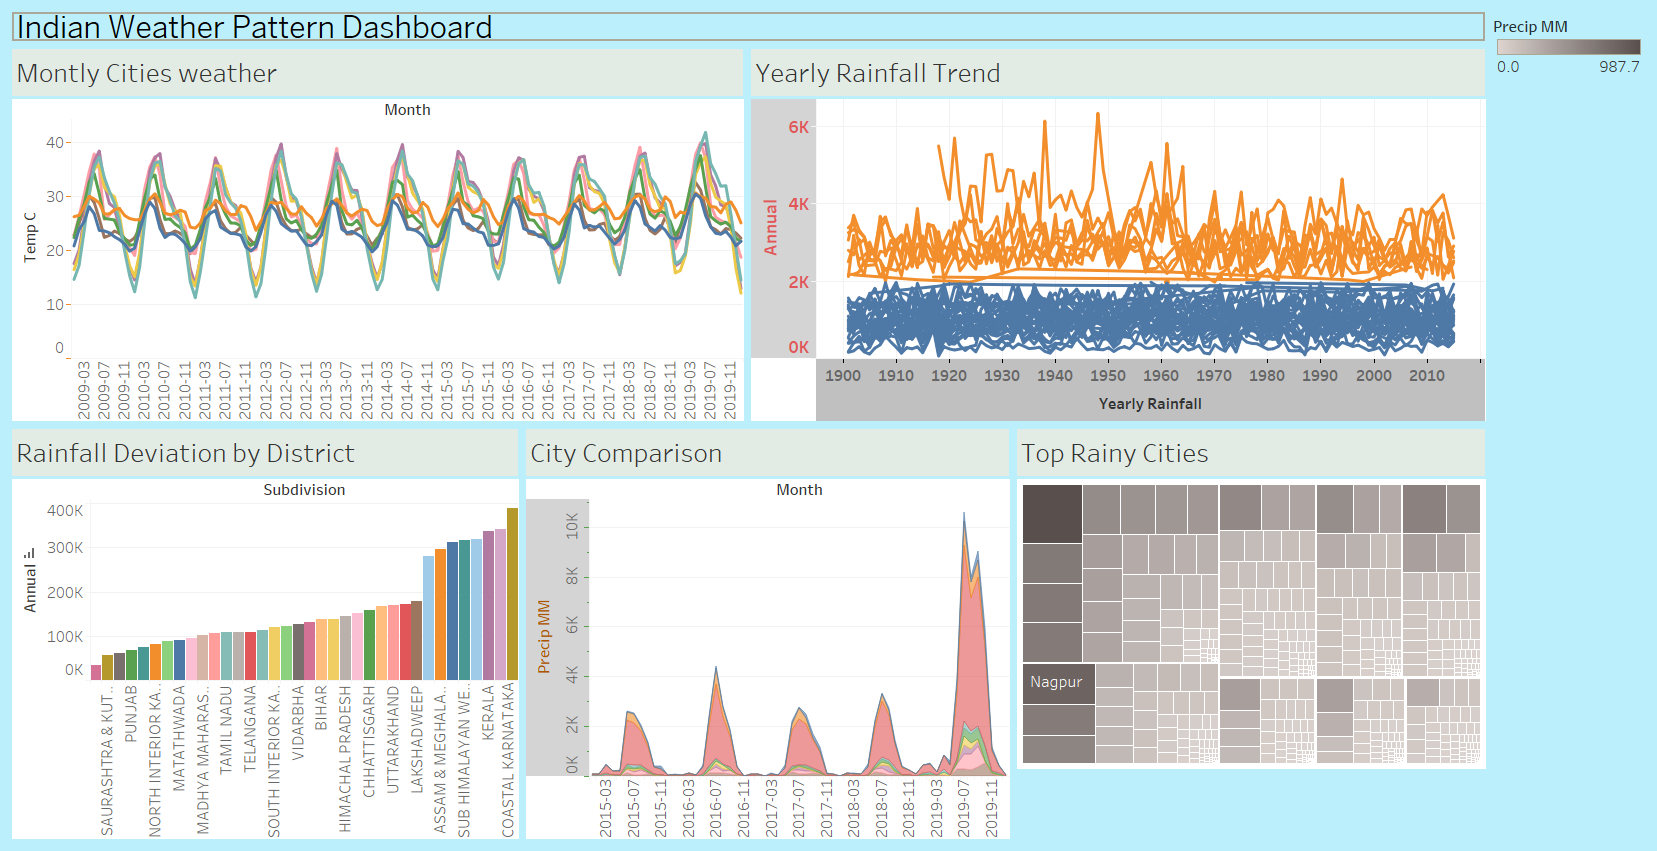 Indian Weather Pattern Dashboard
Precip MM
0.0 987.7
Montly Cities weather
Month
Temp C
40
30
20
10
0
2009-03 2009-07 2009-11 2010-03 2010-07 2010-11 2011-03 2011-07 2011-11 2012-03 2012-07 2012-11 2013-03 2013-07 2013-11 2014-03 2014-07 2014-11 2015-03 2015-07 2015-11 2016-03 2016-07 2016-11 2017-03 2017-07 2017-11 2018-03 2018-07 2018-11 2019-03 2019-07 2019-11
Yearly Rainfall Trend
Annual
6K
4K
2K
0K
1900 1910 1920 1930 1940 1950 1960 1970 1980 1990 2000 2010
Yearly Rainfall
Rainfall Deviation by District
Subdivision
Annual
400K
300K
200K
100K
0K
SAURASHTRA & KUT..
PUNJAB
NORTH INTERIOR KA..
MATATHWADA
MADHYA MAHARAS..
TAMIL NADU
TELANGANA
SOUTH INTERIOR KA..
VIDARBHA
BIHAR
HIMACHAL PRADESH
CHHATTISGARH
UTTARAKHAND
LAKSHADWEEP
ASSAM & MEGHALA..
SUB HIMALAYAN WE..
KERALA
COASTAL KARNATAKA
City Comparison
Month
Precip MM
10K
8K
6K
4K
2K
0K
2015-03 2015-07 2015-11 2016-03 2016-07 2016-11 2017-03 2017-07 2017-11 2018-03 2018-07 2018-11 2019-03 2019-07 2019-11
Top Rainy Cities
Nagpur